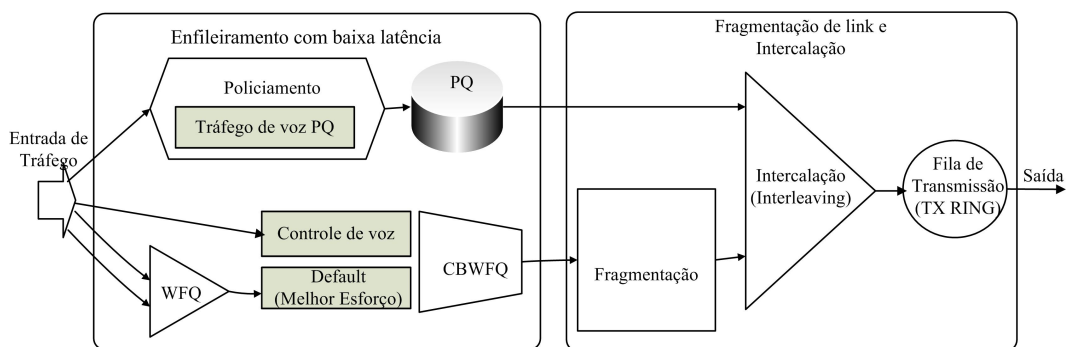 Enfileiramento com baixa latência
Fragmentação de link e
Intercalação
Policiamento
PQ
Tráfego de voz PQ
Entrada de
Tráfego
Controle de voz
Default
(Melhor Esforço)
WFQ
CBWFQ
Fragmentação
Intercalação
(Interleaving)
Fila de
Transmissão
(TX RING)
Saída